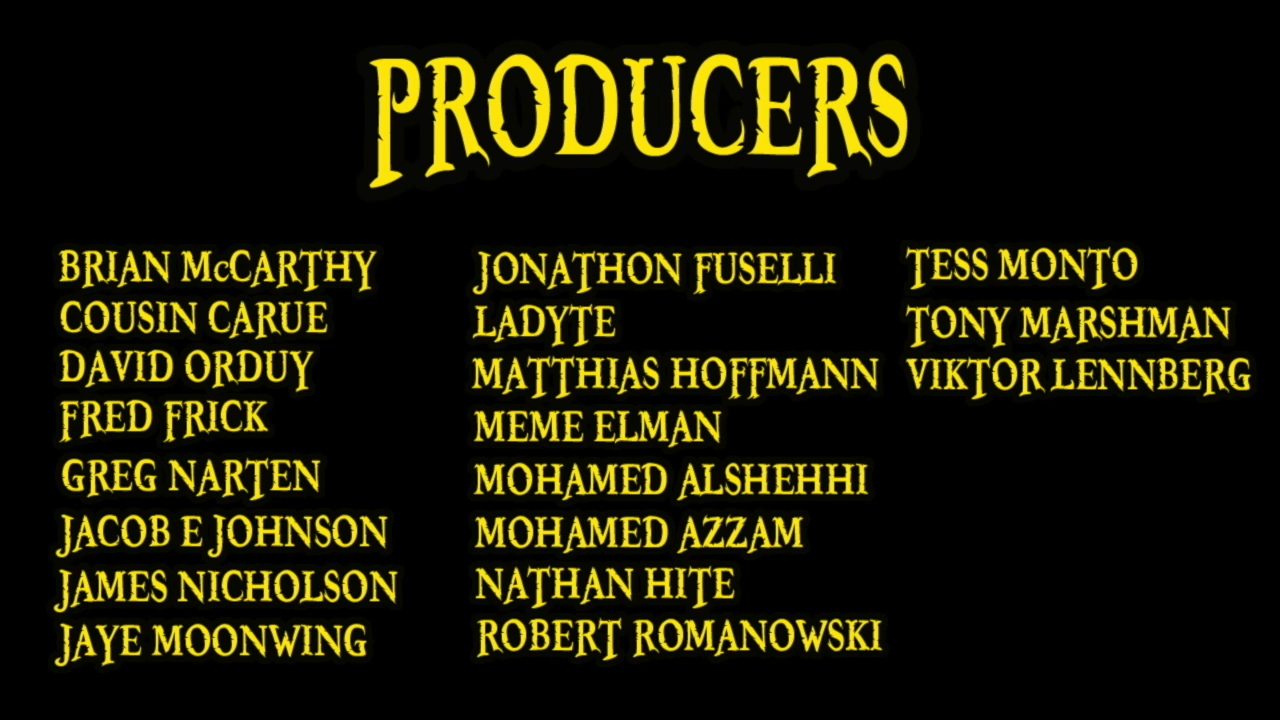 PRODUCERS
BRIAN McCARTHY
COUSIN CARUE
DAVID ORDUY
FRED FRICK
GREG NARTEN
JACOB E JOHNSON
JAMES NICHOLSON
JAYE MOONWING
JONATHON FUSELLI
LADYTE
MATTHIAS HOFFMANN
MEME ELMAN
MOHAMED ALSHEHHI
MOHAMED AZZAM
NATHAN HITE
ROBERT ROMANOWSKI
TESS MONTO
TONY MARSHMAN
VIKTOR LENNBERG